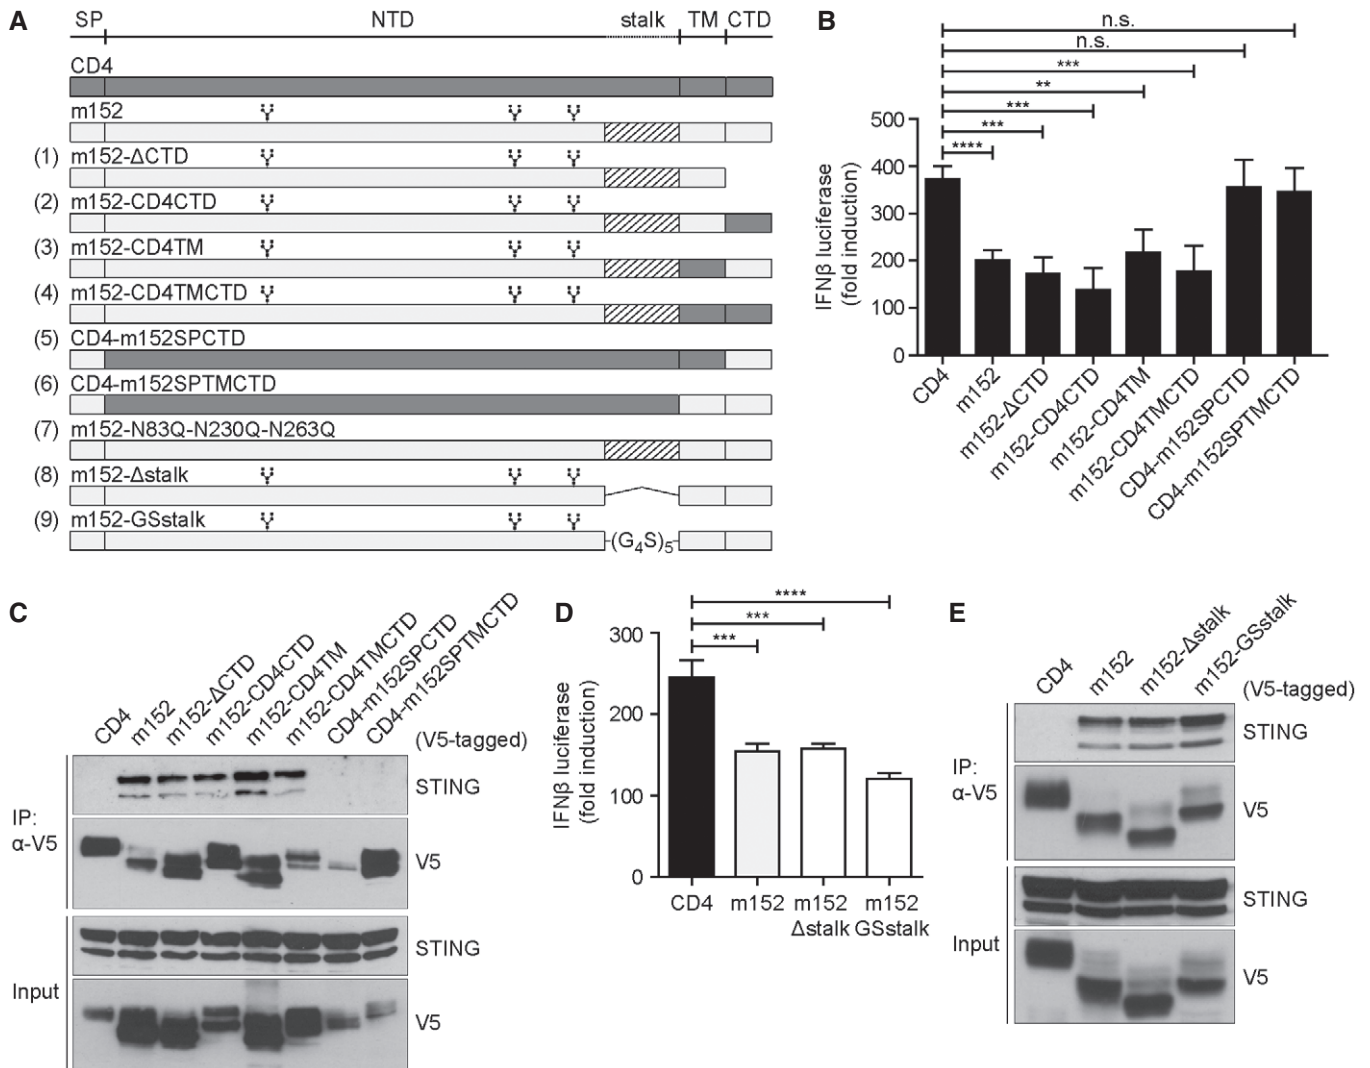 A
SP NTD stalk TM CTD
CD4
m152
(1) m152-ΔCTD
(2) m152-CD4CTD
(3) m152-CD4TM
(4) m152-CD4TMCTD
(5) CD4-m152SPCTD
(6) CD4-m152SPTMCTD
(7) m152-N83Q-N230Q-N263Q
(8) m152-Δstalk
(9) m152-GSstalk
(G4S)5
B
n.s.
n.s.
***
**
***
***
****
IFNβ luciferase
(fold induction)
500
400
300
200
100
0
CD4
m152
m152-ΔCTD
m152-CD4CTD
m152-CD4TM
m152-CD4TMCTD
CD4-m152SPCTD
CD4-m152SPTMCTD
C
CD4
m152
m152-ΔCTD
m152-CD4CTD
m152-CD4TM
m152-CD4TMCTD
CD4-m152SPCTD
CD4-m152SPTMCTD
(V5-tagged)
IP:
α-V5
STING
V5
Input
STING
V5
D
****
***
***
IFNβ luciferase
(fold induction)
300
200
100
0
CD4 m152 m152 m152
Δstalk GSstalk
E
CD4
m152
m152-Δstalk
m152-GSstalk
(V5-tagged)
IP:
α-V5
STING
V5
Input
STING
V5